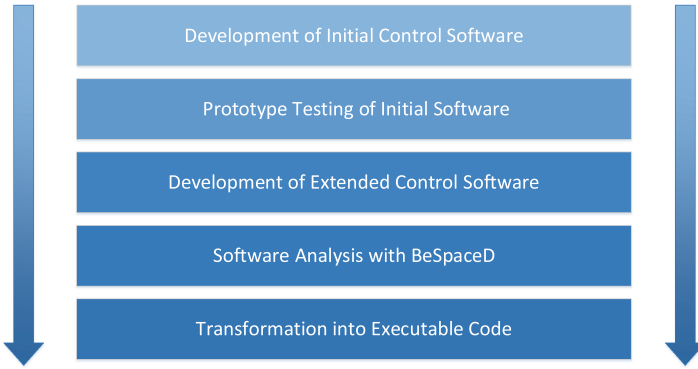 Development of Initial Control Software
Prototype Testing of Initial Software
Development of Extended Control Software
Software Analysis with BeSpaceD
Transformation into Executable Code